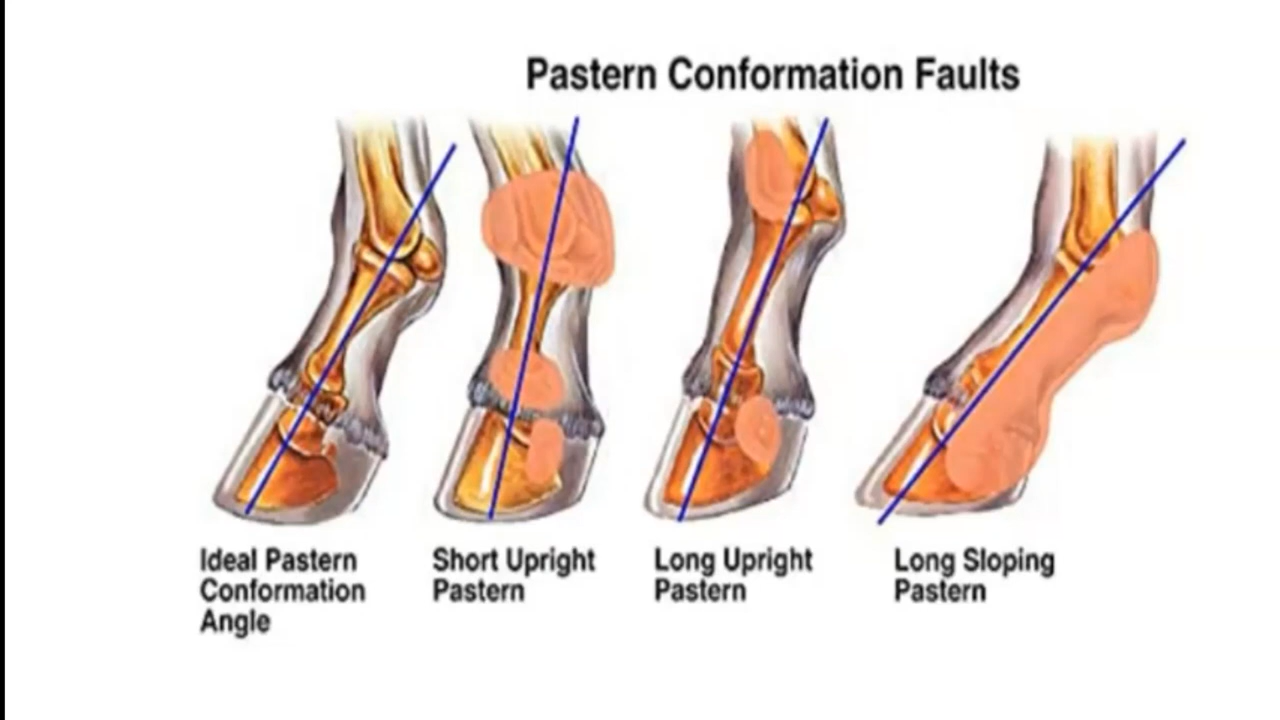 Pastern Conformation Faults
Ideal Pastern
Conformation
Angle
Short Upright
Pastern
Long Upright
Pastern
Long Sloping
Pastern